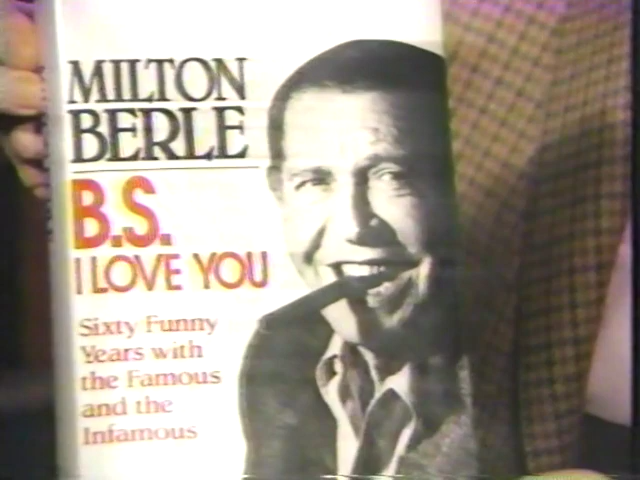 MILTON
BERLE
B.S.
I LOVE YOU
Sixty Funny
Years with
the Famous
and the
Infamous